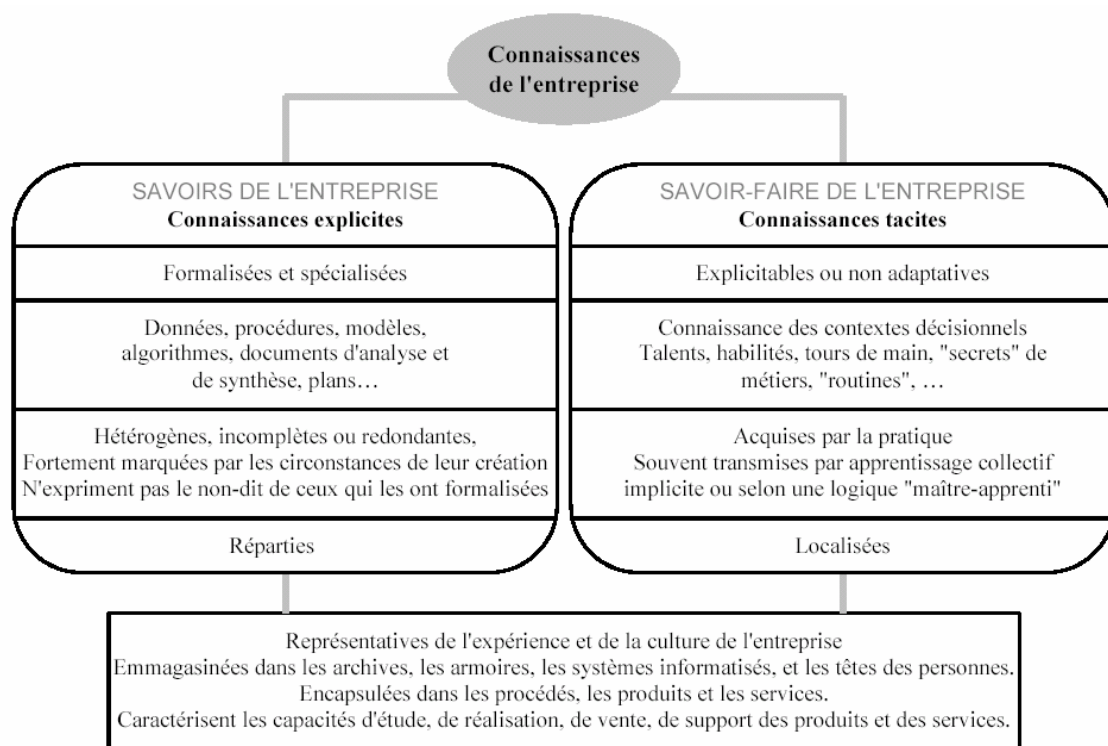 Connaissances
de l'entreprise
SAVOIRS DE L'ENTREPRISE
Connaissances explicites
Formalisées et spécialisées
Données, procédures, modèles,
algorithmes, documents d'analyse et
de synthèse, plans…
Hétérogènes, incomplètes ou redondantes,
Fortement marquées par les circonstances de leur création
N'expriment pas le non-dit de ceux qui les ont formalisées
Réparties
SAVOIR-FAIRE DE L'ENTREPRISE
Connaissances tacites
Explicitables ou non adaptatives
Connaissance des contextes décisionnels
Talents, habilités, tours de main, "secrets" de
métiers, "routines", …
Acquises par la pratique
Souvent transmises par apprentissage collectif
implicite ou selon une logique "maître-apprenti"
Localisées
Représentatives de l'expérience et de la culture de l'entreprise
Emmagasinées dans les archives, les armoires, les systèmes informatisés, et les têtes des personnes.
Encapsulées dans les procédés, les produits et les services.
Caractérisent les capacités d'étude, de réalisation, de vente, de support des produits et des services.